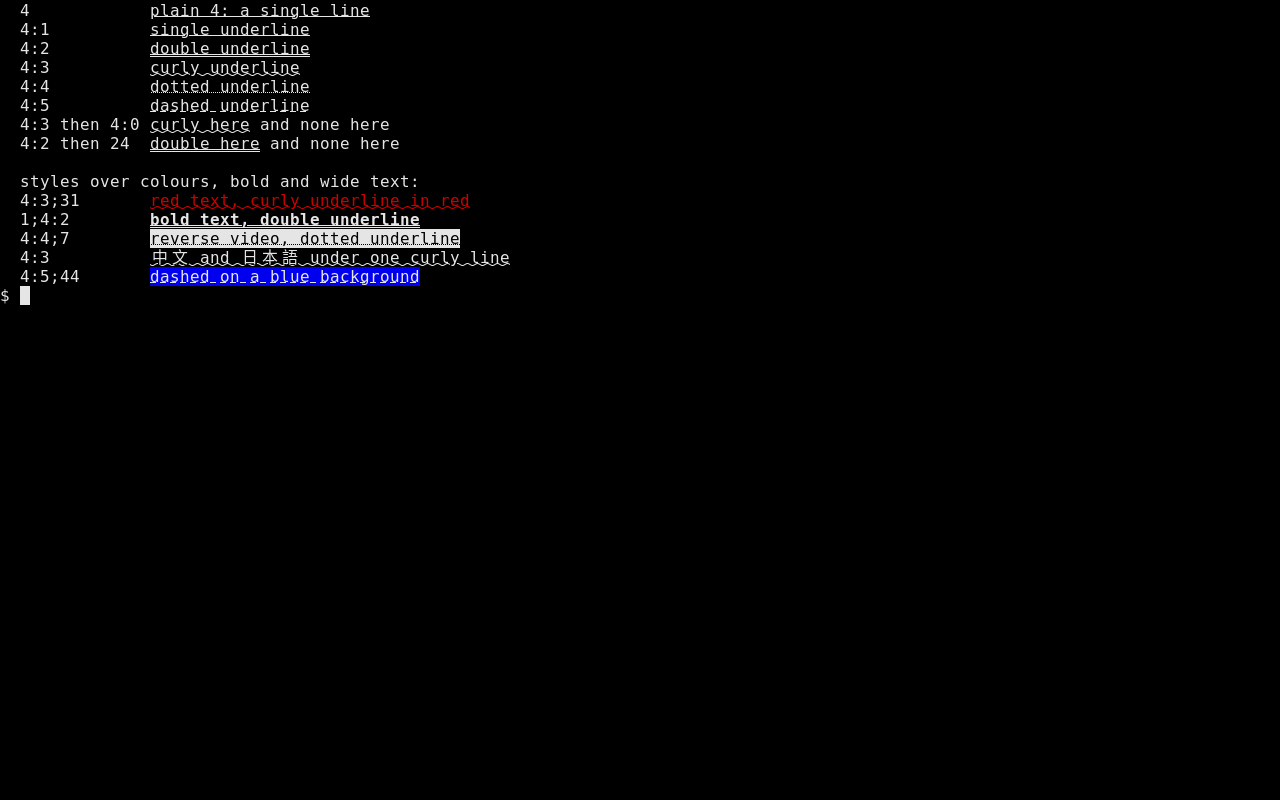 4 plain 4: a single line
4:1 single underline
4:2 double underline
4:3 curly underline
4:4 dotted underline
4:5 dashed underline
4:3 then 4:0 curly here and none here
4:2 then 24 double here and none here
styles over colours, bold and wide text:
4:3;31 red text, curly underline in red
1;4:2 bold text, double underline
4:4;7 reverse video, dotted underline
4:3 中文 and 日本語 under one curly line
4:5;44 dashed on a blue background
$